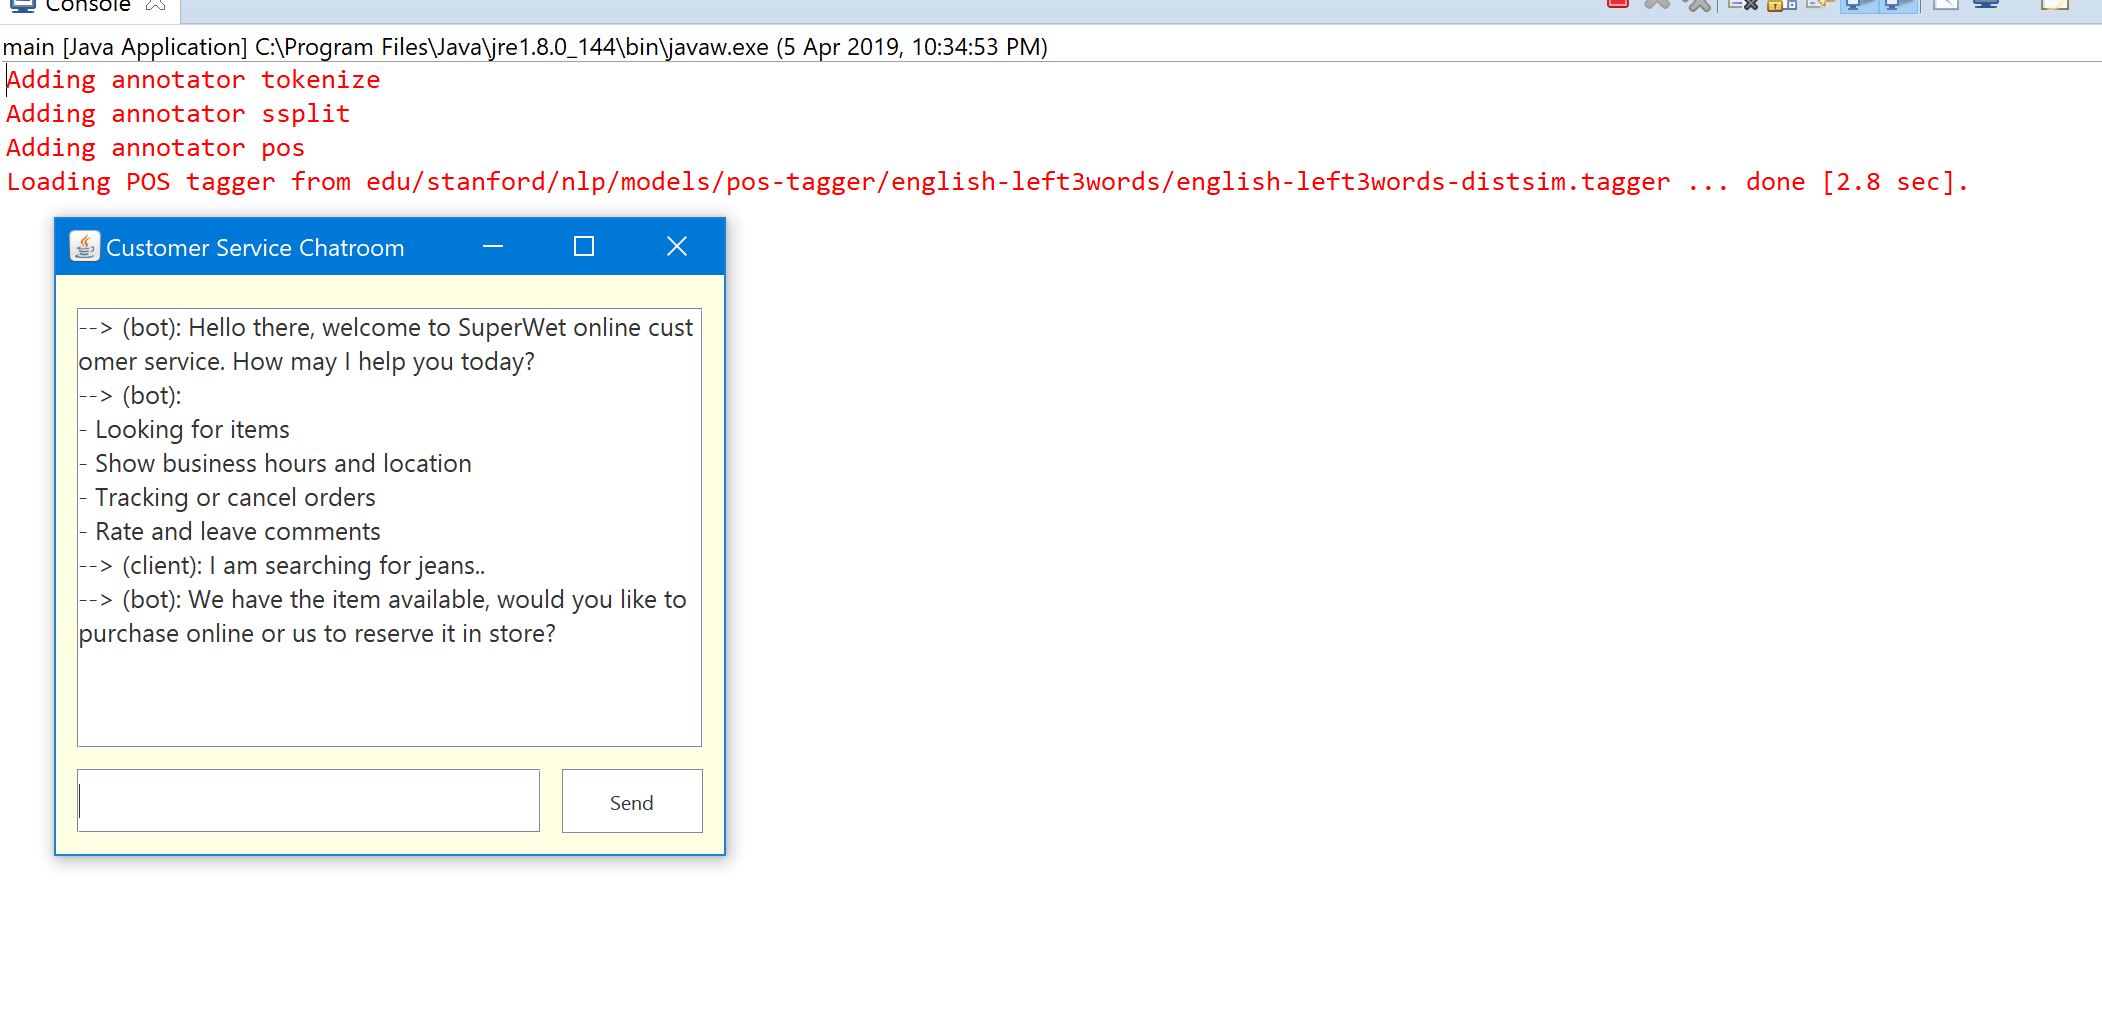 Console
main [Java Application] C:\Program Files\Java\jre1.8.0_144\bin\javaw.exe (5 Apr 2019, 10:34:53 PM)
Adding annotator tokenize
Adding annotator ssplit
Adding annotator pos
Loading POS tagger from edu/stanford/nlp/models/pos-tagger/english-left3words/english-left3words-distsim.tagger ... done [2.8 sec].
Customer Service Chatroom
--> (bot): Hello there, welcome to SuperWet online cust
omer service. How may I help you today?
--> (bot):
- Looking for items
- Show business hours and location
- Tracking or cancel orders
- Rate and leave comments
--> (client): I am searching for jeans..
--> (bot): We have the item available, would you like to
purchase online or us to reserve it in store?
Send